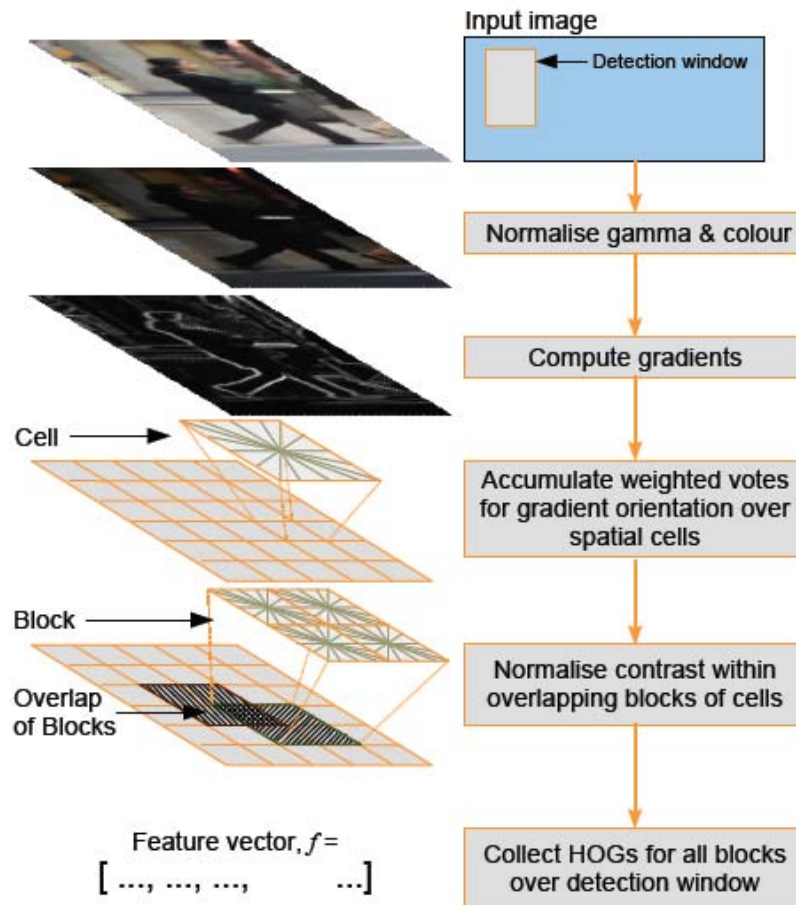 Input image
Detection window
Normalise gamma & colour
Compute gradients
Cell
Accumulate weighted votes
for gradient orientation over
spatial cells
Block
Overlap
of Blocks
Normalise contrast within
overlapping blocks of cells
Feature vector, f =
[ ..., ..., ..., ...]
Collect HOGs for all blocks
over detection window